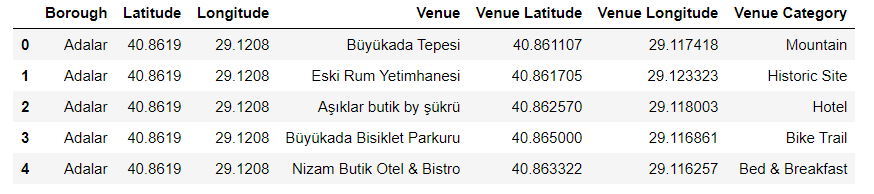 Borough Latitude Longitude Venue Venue Latitude Venue Longitude Venue Category
0 Adalar 40.8619 29.1208 Büyükada Tepesi 40.861107 29.117418 Mountain
1 Adalar 40.8619 29.1208 Eski Rum Yetimhanesi 40.861705 29.123323 Historic Site
2 Adalar 40.8619 29.1208 Aşıklar butik by şükrü 40.862570 29.118003 Hotel
3 Adalar 40.8619 29.1208 Büyükada Bisiklet Parkuru 40.865000 29.116861 Bike Trail
4 Adalar 40.8619 29.1208 Nizam Butik Otel & Bistro 40.863322 29.116257 Bed & Breakfast